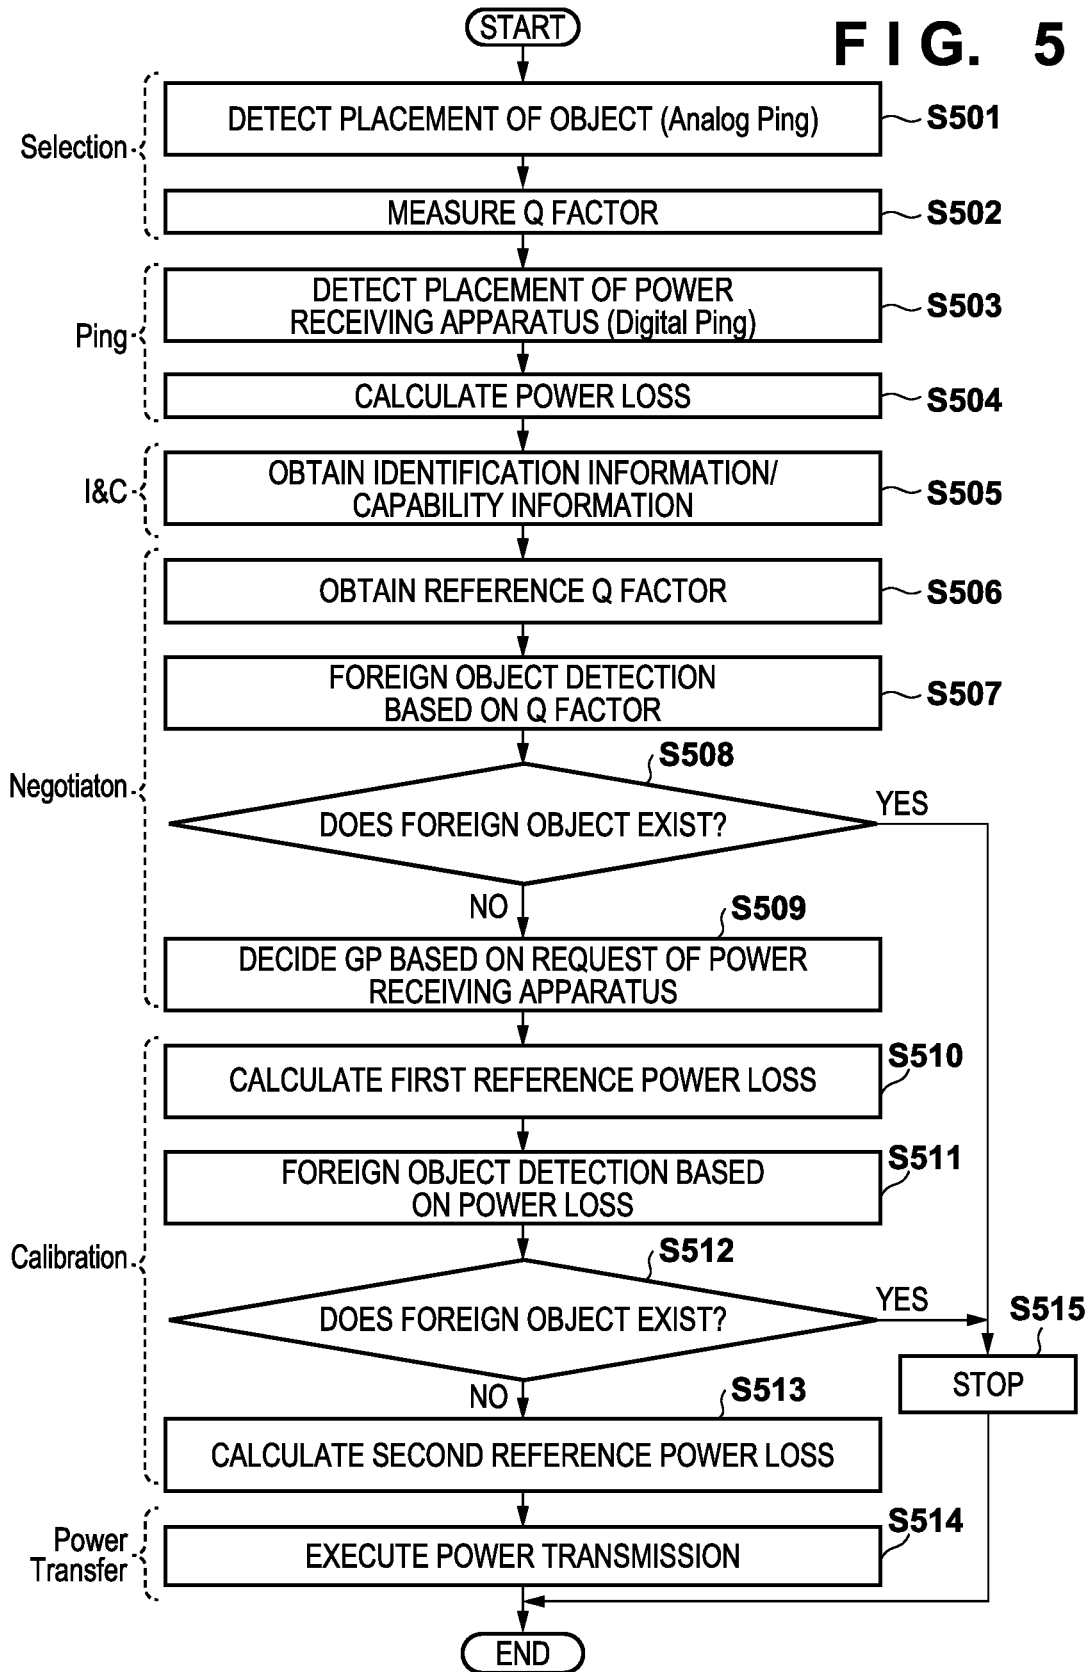 START
F I G. 5
Selection
DETECT PLACEMENT OF OBJECT (Analog Ping)
S501
MEASURE Q FACTOR
S502
Ping
DETECT PLACEMENT OF POWER
RECEIVING APPARATUS (Digital Ping)
S503
CALCULATE POWER LOSS
S504
I&C
OBTAIN IDENTIFICATION INFORMATION/
CAPABILITY INFORMATION
S505
Negotiaton
OBTAIN REFERENCE Q FACTOR
S506
FOREIGN OBJECT DETECTION
BASED ON Q FACTOR
S507
S508
DOES FOREIGN OBJECT EXIST?
YES
NO
S509
DECIDE GP BASED ON REQUEST OF POWER
RECEIVING APPARATUS
Calibration
S510
CALCULATE FIRST REFERENCE POWER LOSS
S511
FOREIGN OBJECT DETECTION BASED
ON POWER LOSS
S512
DOES FOREIGN OBJECT EXIST?
YES
S515
STOP
NO
S513
CALCULATE SECOND REFERENCE POWER LOSS
Power
Transfer
S514
EXECUTE POWER TRANSMISSION
END